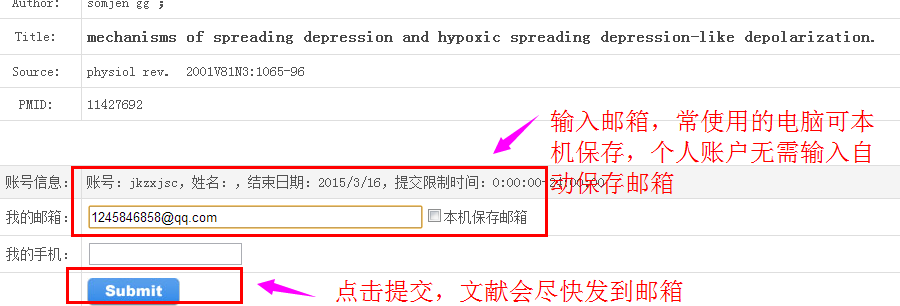 Author: somjen gg ;
Title: mechanisms of spreading depression and hypoxic spreading depression-like depolarization.
Source: physiol rev. 2001V81N3:1065-96
PMID: 11427692
输入邮箱，常使用的电脑可本
机保存，个人账户无需输入自
动保存邮箱
账号信息： 账号：jkzxjsc，姓名：，结束日期：2015/3/16，提交限制时间：0:00:00-
我的邮箱： 1245846858@qq.com 本机保存邮箱
我的手机：
Submit
点击提交，文献会尽快发到邮箱